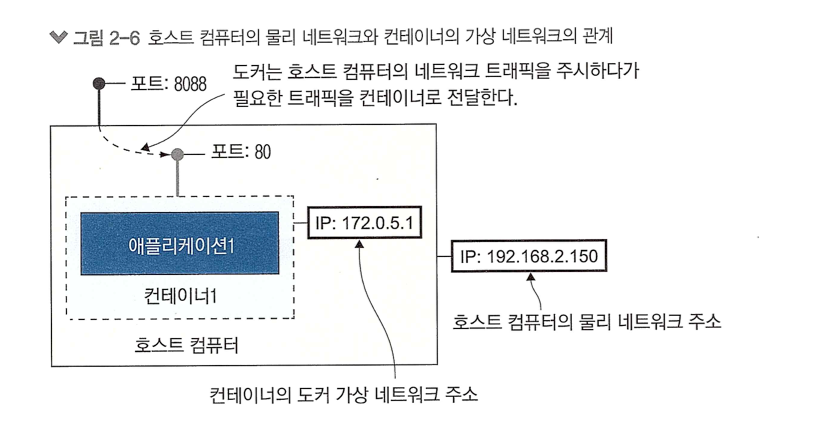 그림 2-6 호스트 컴퓨터의 물리 네트워크와 컨테이너의 가상 네트워크의 관계
포트: 8088
도커는 호스트 컴퓨터의 네트워크 트래픽을 주시하다가
필요한 트래픽을 컨테이너로 전달한다.
포트: 80
IP: 172.0.5.1
애플리케이션1
IP: 192.168.2.150
컨테이너1
호스트 컴퓨터의 물리 네트워크 주소
호스트 컴퓨터
컨테이너의 도커 가상 네트워크 주소